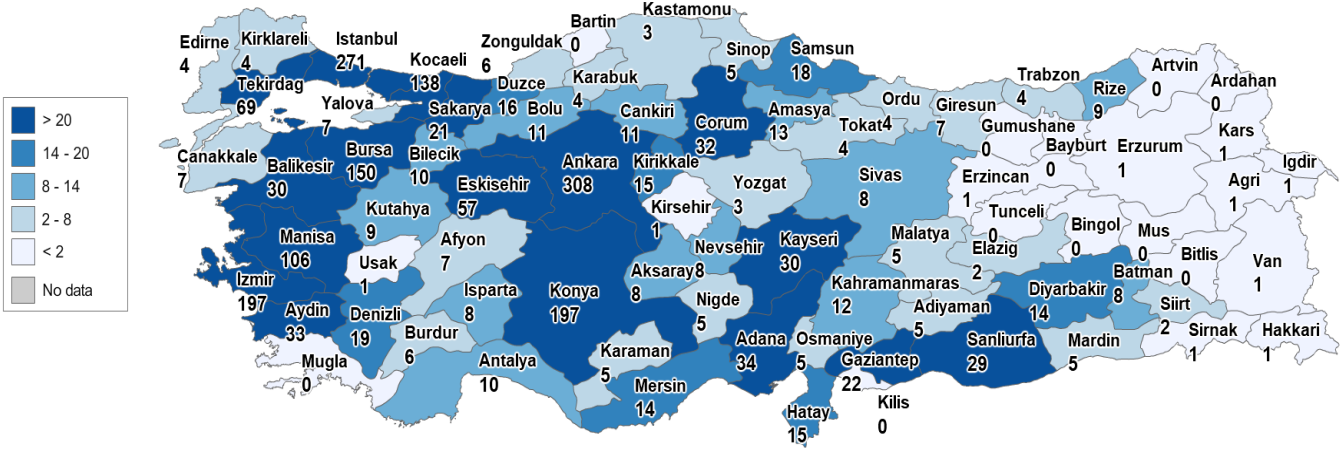 > 20
14 - 20
8 - 14
2 - 8
< 2
No data
Edirne
4
Kirklareli
4
Istanbul
271
Tekirdag
69
Kocaeli
138
Yalova
7
Zonguldak
6
Bartin
0
Kastamonu
3
Sinop
5
Samsun
18
Duzce
16
Karabuk
4
Sakarya
21
Bolu
11
Cankiri
11
Corum
32
Amasya
13
Ordu
4
Tokat
4
Giresun
7
Trabzon
4
Rize
9
Artvin
0
Ardahan
0
Kars
1
Igdir
1
Gumushane
0
Bayburt
0
Erzurum
1
Agri
1
Erzincan
1
Canakkale
7
Balikesir
30
Bursa
150
Bilecik
10
Eskisehir
57
Ankara
308
Kirikkale
15
Kirsehir
1
Yozgat
3
Sivas
8
Tunceli
0
Bingol
0
Mus
0
Bitlis
0
Van
1
Kutahya
9
Manisa
106
Usak
1
Afyon
7
Izmir
197
Aydin
33
Denizli
19
Isparta
8
Burdur
6
Mugla
0
Antalya
10
Konya
197
Aksaray
8
Nevsehir
8
Kayseri
30
Nigde
5
Malatya
5
Elazig
2
Kahramanmaras
12
Adiyaman
5
Diyarbakir
14
Batman
8
Siirt
2
Sirnak
1
Hakkari
1
Mardin
5
Sanliurfa
29
Gaziantep
22
Kilis
0
Osmaniye
5
Adana
34
Hatay
15
Karaman
5
Mersin
14